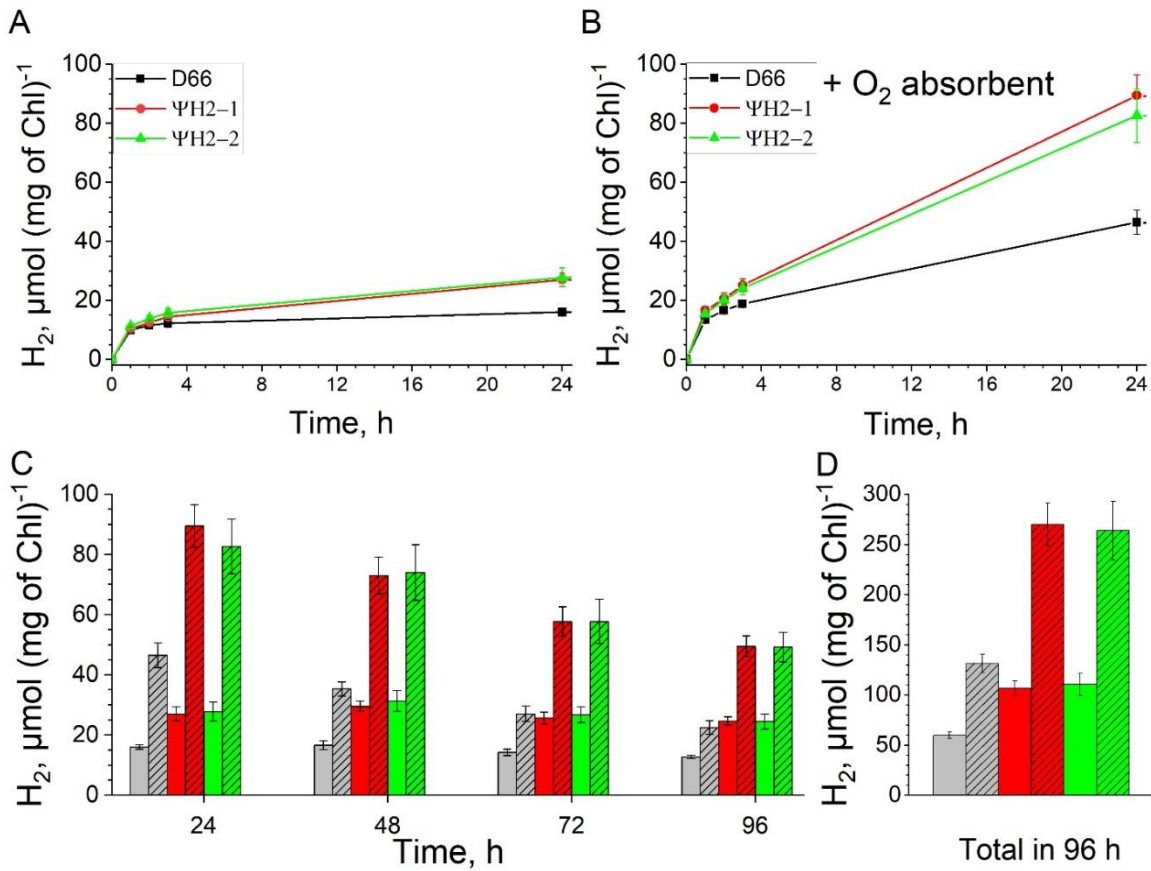 A
H₂, μmol (mg of Chl)⁻¹
100
80
60
40
20
0
D66
ΨH2–1
ΨH2–2
0 4 8 12 16 20 24
Time, h
B
H₂, μmol (mg of Chl)⁻¹
100
80
60
40
20
0
D66
ΨH2–1
ΨH2–2
+ O₂ absorbent
0 4 8 12 16 20 24
Time, h
C
H₂, μmol (mg of Chl)⁻¹
100
80
60
40
20
0
24 48 72 96
Time, h
D
H₂, μmol (mg of Chl)⁻¹
300
250
200
150
100
50
0
Total in 96 h